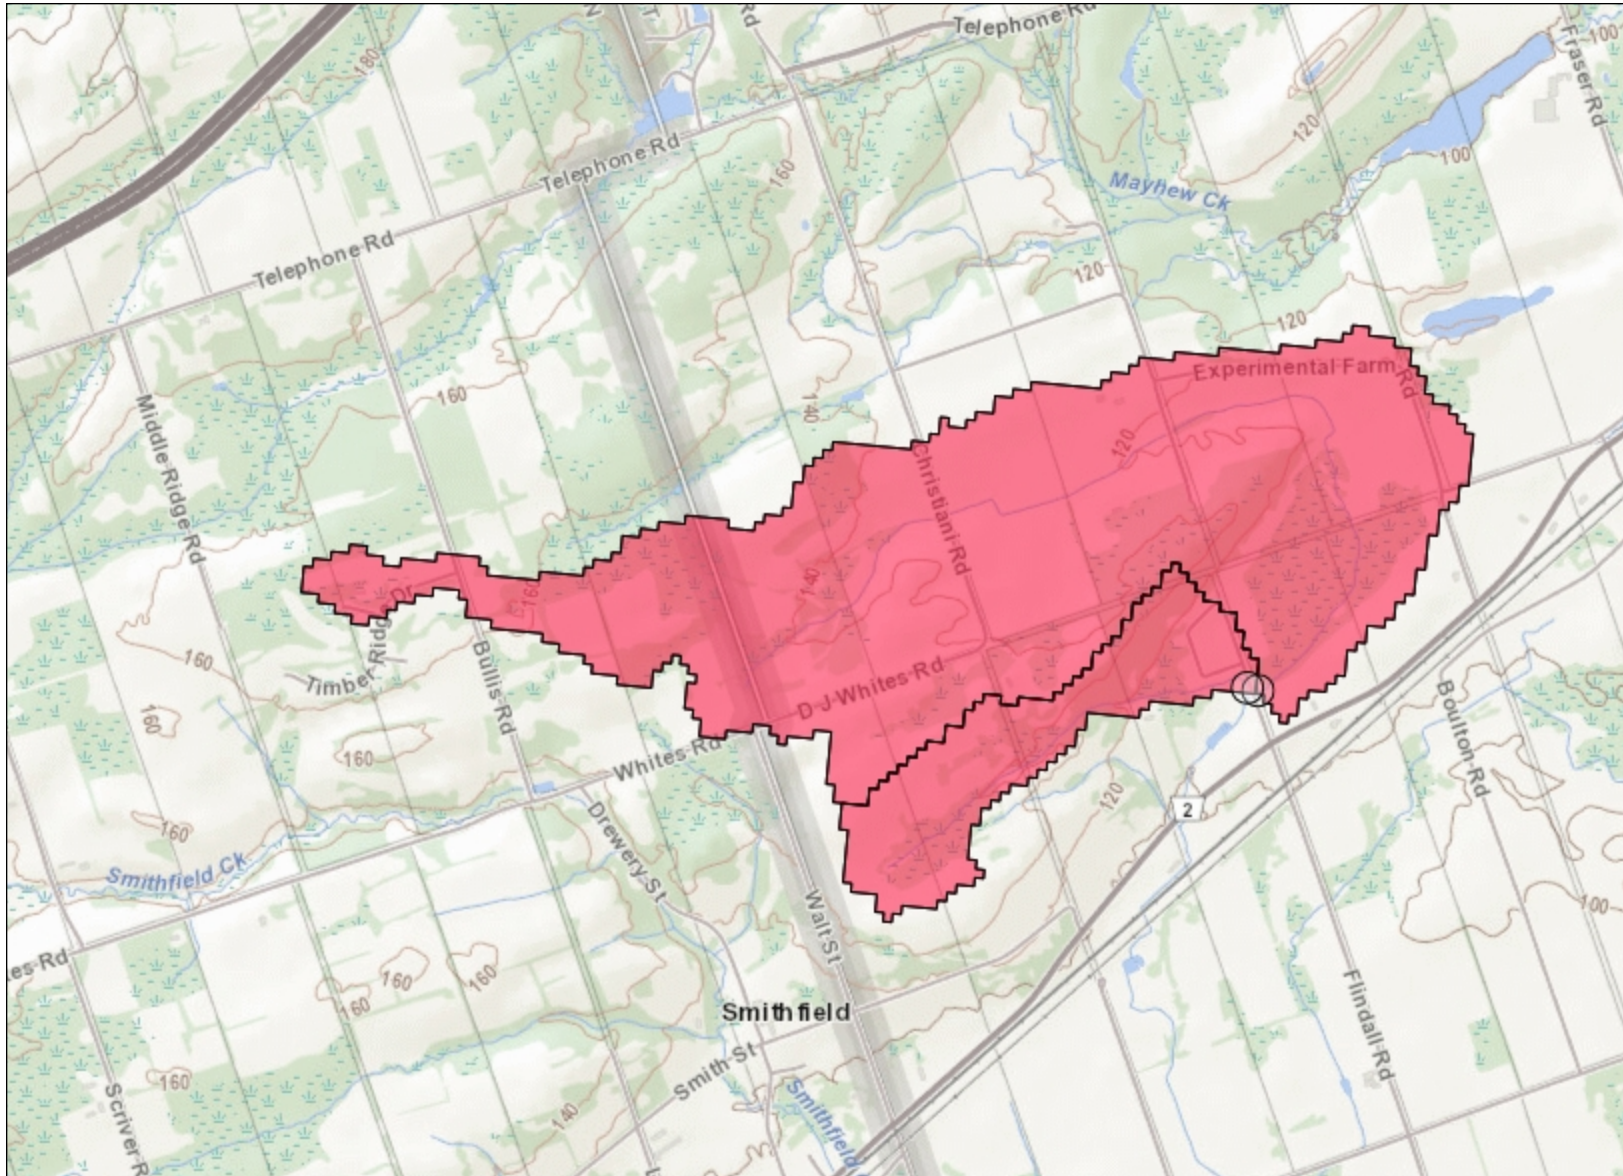 Rd
Telephone Rd
180
Fraser Rd
100
120
100
Telephone Rd
160
Mayhew Ck
Telephone Rd
120
120
Experimental Farm Rd
160
140
Middle Ridge Rd
120
Christiani Rd
140
160
Timber Ridge Dr
160
Bullis Rd
D J Whites Rd
160
160
Whites Rd
Boulton Rd
120
2
Drewery St
160
Smithfield Ck
Walt St
100
tes Rd
160
160
160
Smithfield
Flindall Rd
Smith St
160
Scriver R
140
Smithfield